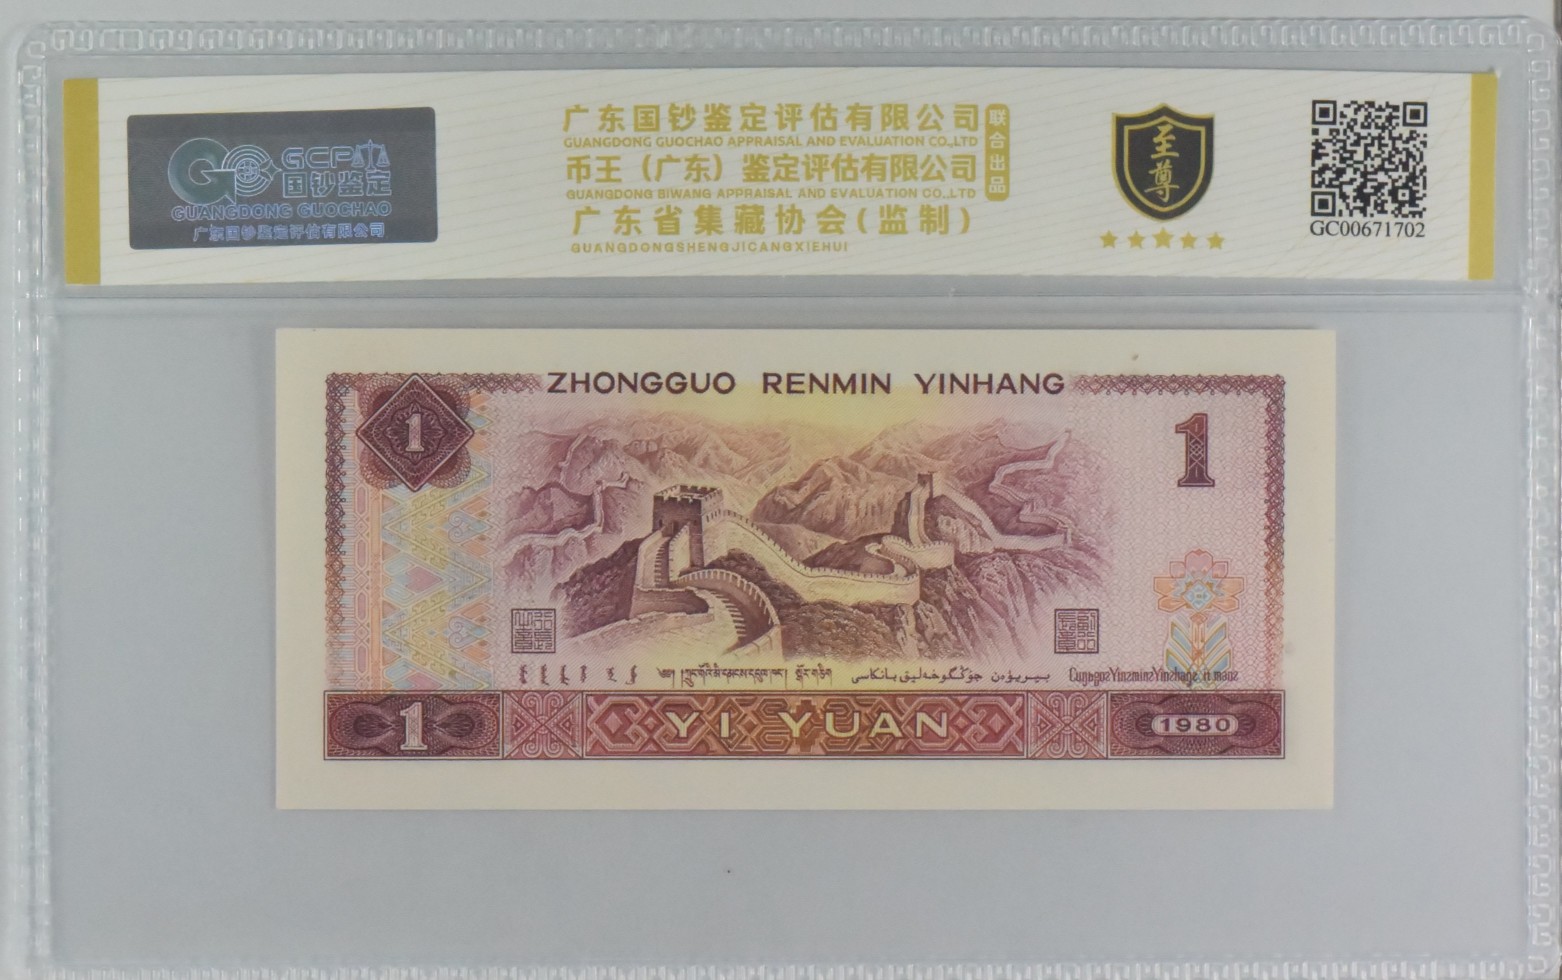 GCP
国钞鉴定
GUANGDONG GUOCHAO
广东国钞鉴定评估有限公司
广东国钞鉴定评估有限公司
GUANGDONG GUOCHAO APPRAISAL AND EVALUATION CO.,LTD
币王（广东）鉴定评估有限公司
GUANGDONG BIWANG APPRAISAL AND EVALUATION CO.,LTD
广东省集藏协会(监制)
GUANGDONGSHENGJICANGXIEHUI
联合出品
至尊
GC00671702
ZHONGGUO RENMIN YINHANG
1
1
1
YI YUAN
1980